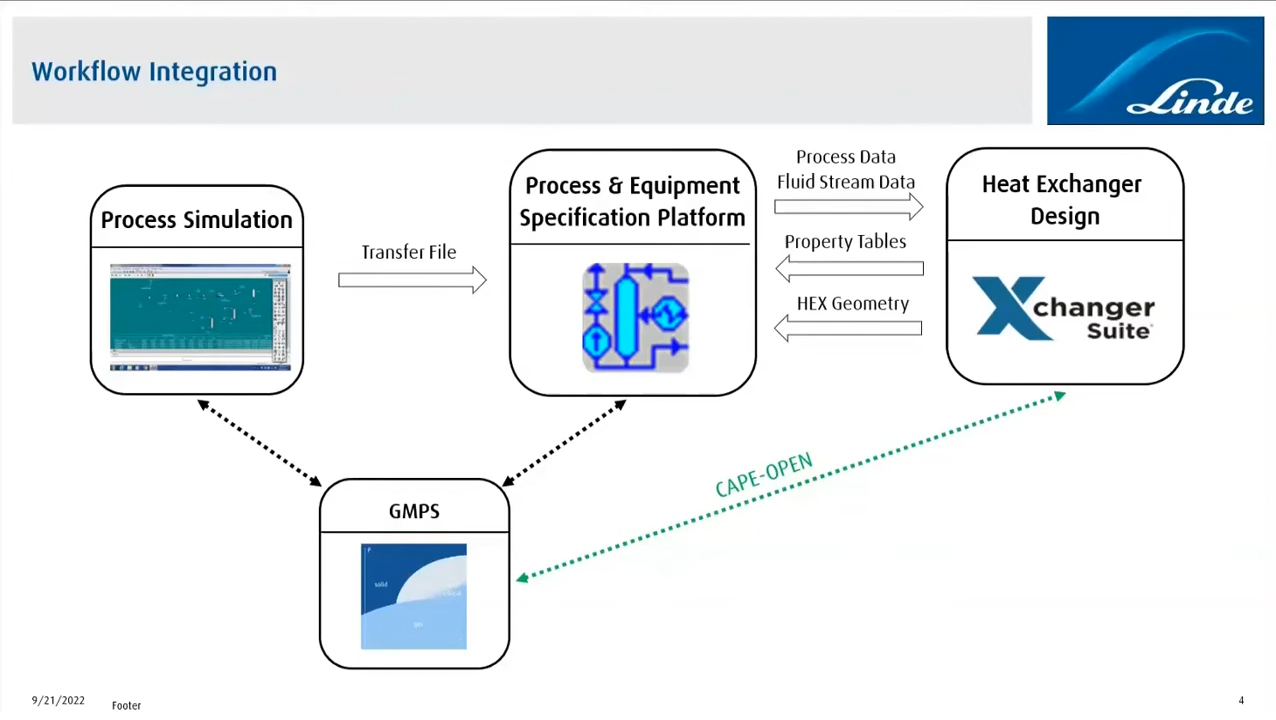 Workflow Integration
Linde
Process Simulation
Transfer File
Process & Equipment
Specification Platform
Process Data
Fluid Stream Data
Property Tables
HEX Geometry
Heat Exchanger
Design
Xchanger
Suite
CAPE-OPEN
GMPS
P
solid
gas
9/21/2022
Footer
4